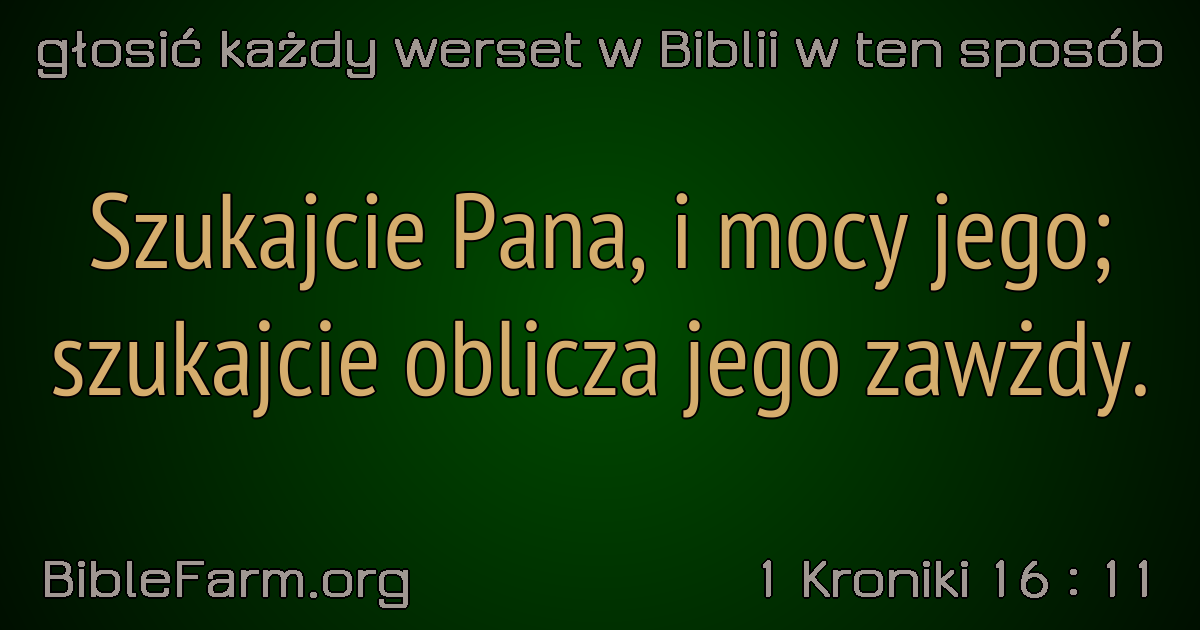 głosić każdy werset w Biblii w ten sposób
Szukajcie Pana, i mocy jego;
szukajcie oblicza jego zawżdy.
BibleFarm.org
1 Kroniki 16 : 11